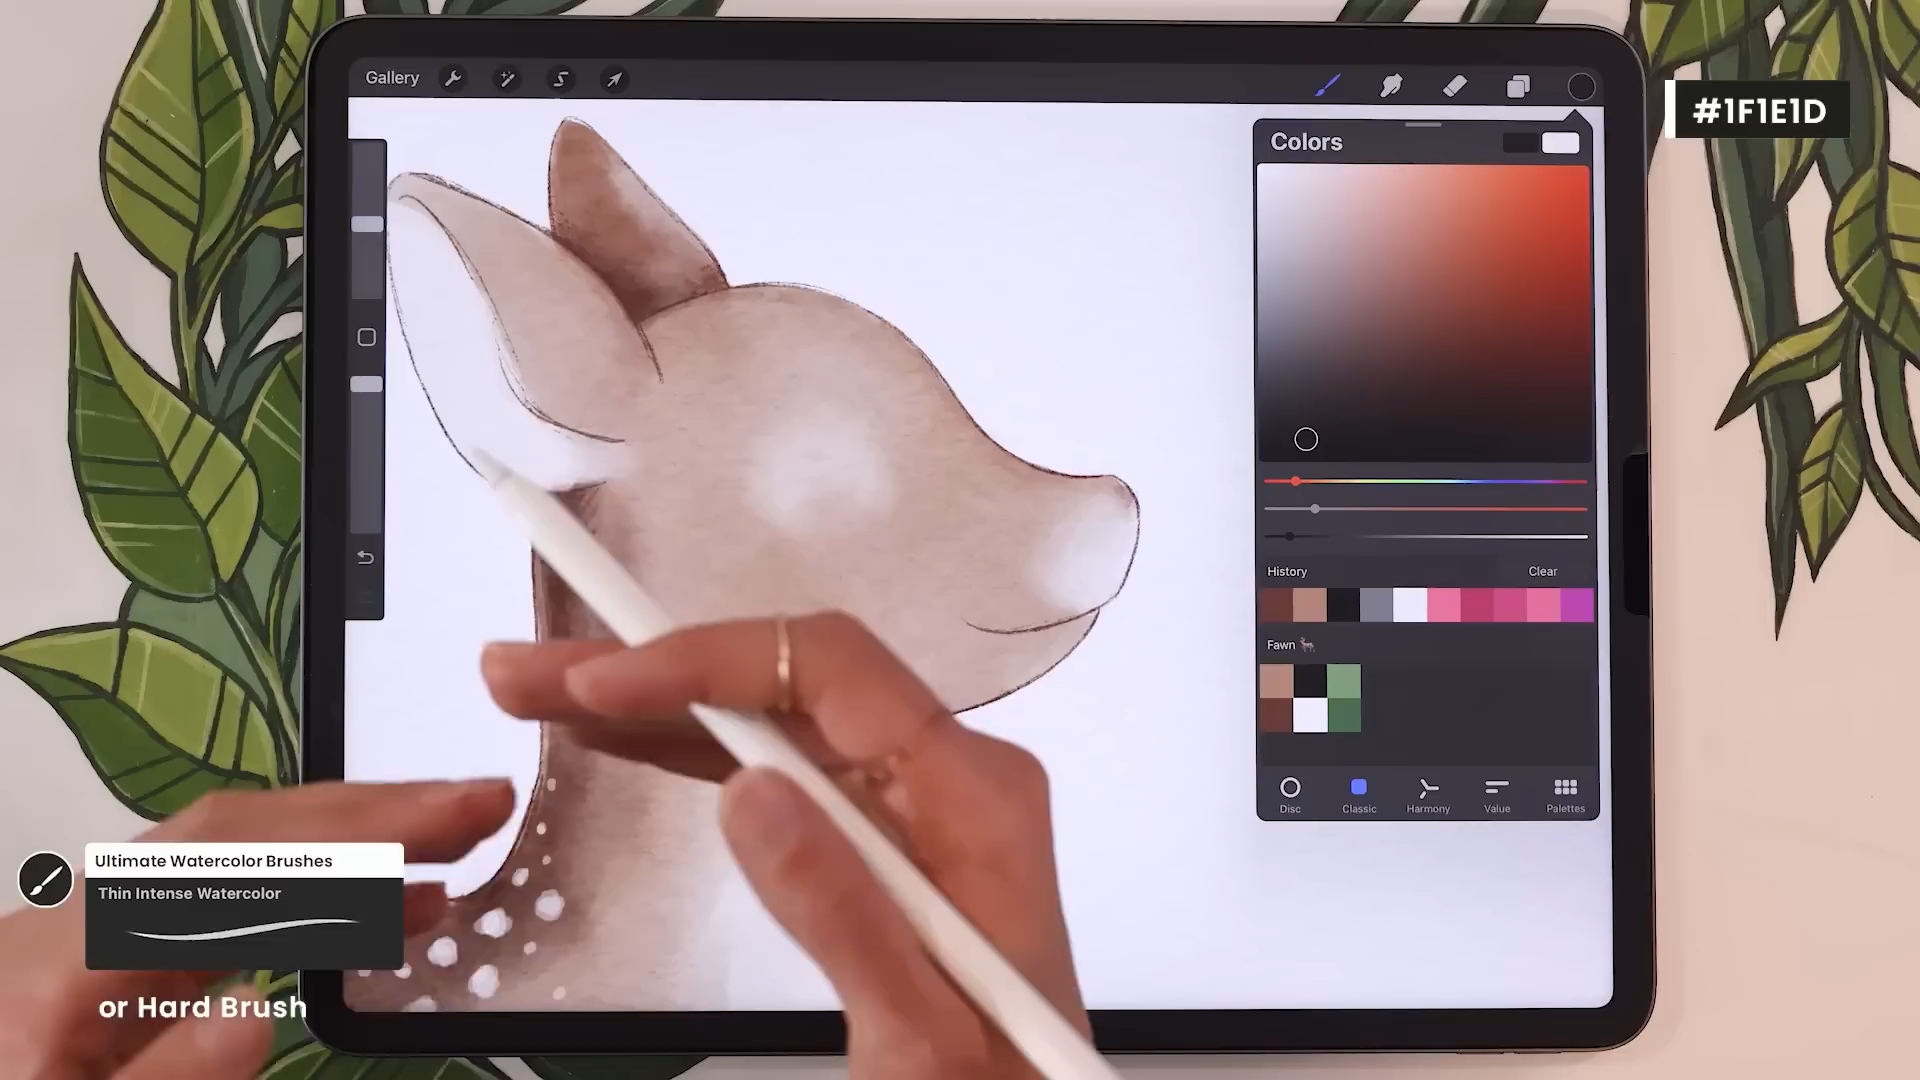 Gallery
#1F1E1D
Colors
History
Clear
Fawn
Disc
Classic
Harmony
Value
Palettes
Ultimate Watercolor Brushes
Thin Intense Watercolor
or Hard Brush